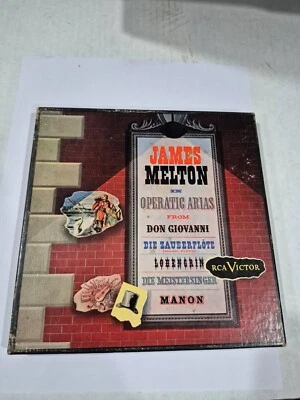 JAMES
MELTON
IN
OPERATIC ARIAS
FROM
DON GIOVANNI
DIE ZAUBERFLÖTE
LOHENGRIN
DIE MEISTERSINGER
MANON
RCA VICTOR